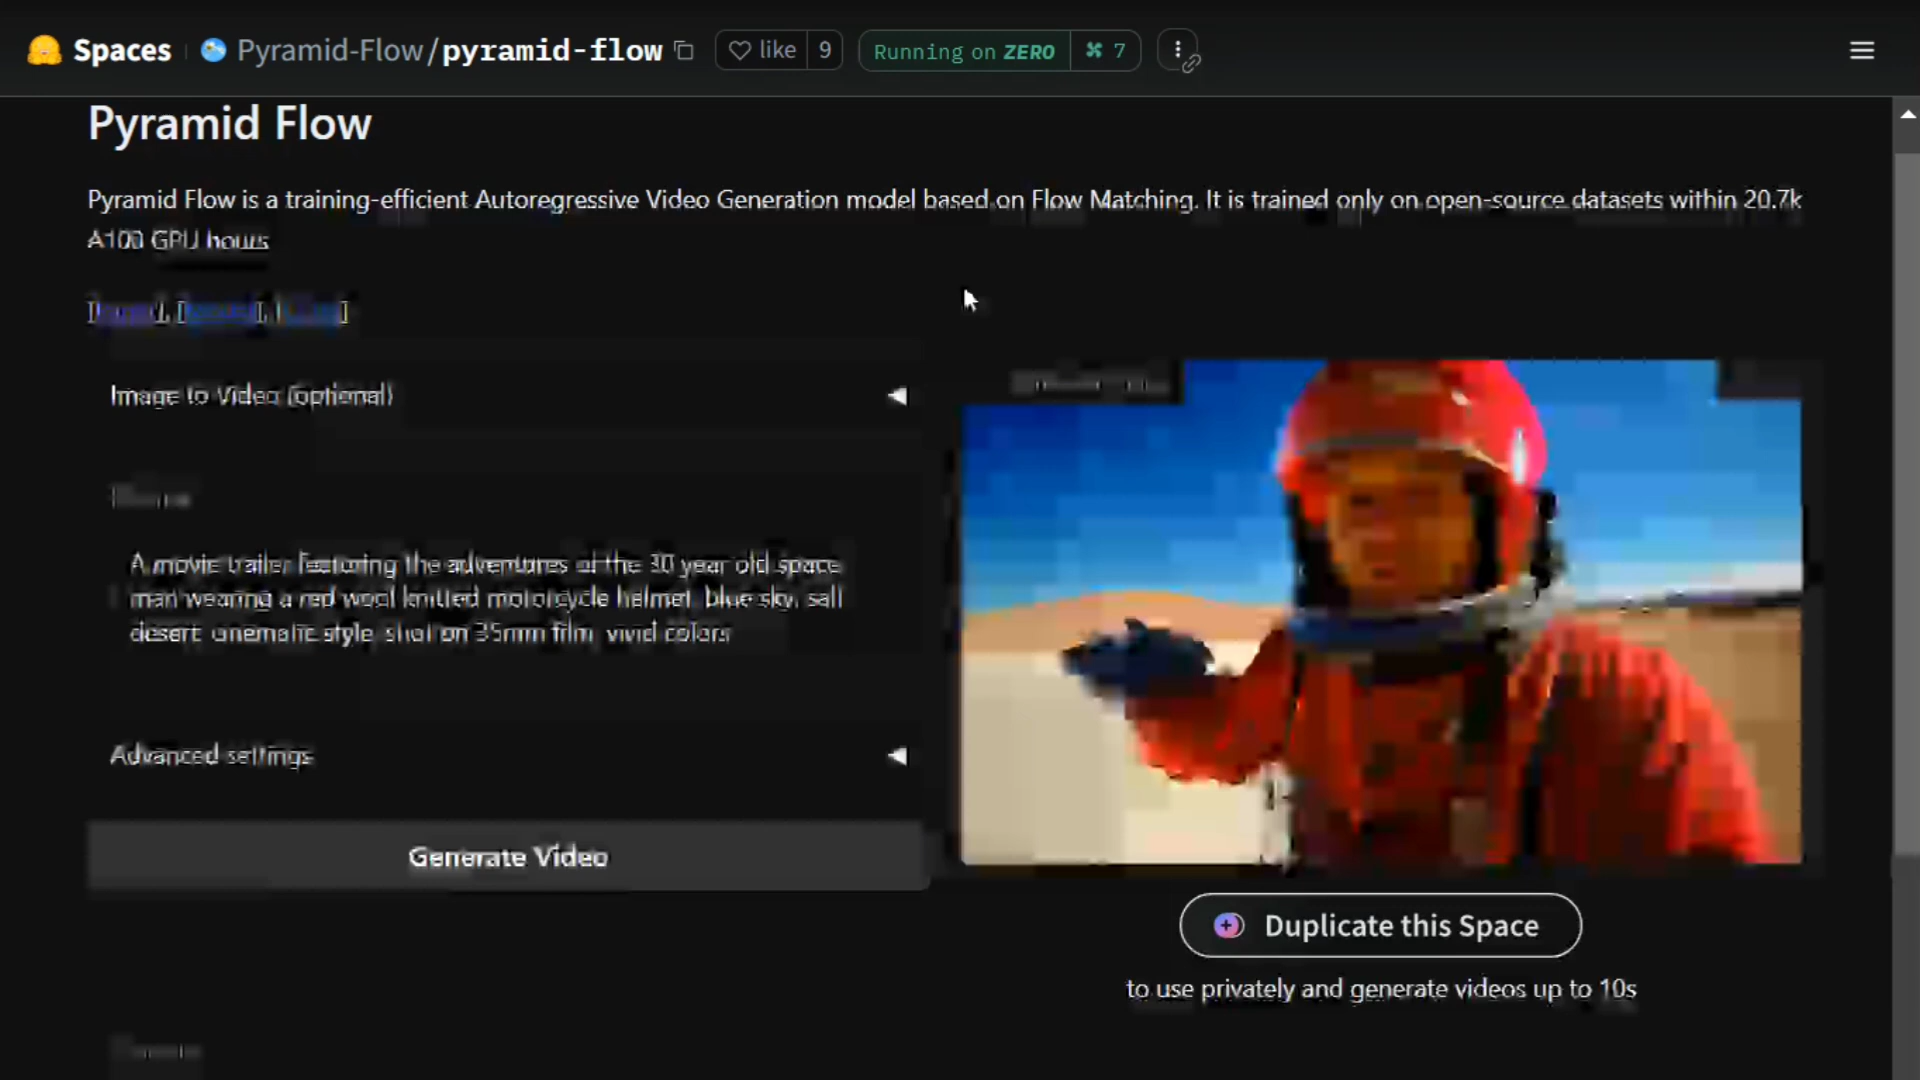 Spaces
Pyramid-Flow/pyramid-flow
like 9
Running on ZERO
7
Pyramid Flow
Pyramid Flow is a training-efficient Autoregressive Video Generation model based on Flow Matching. It is trained only on open-source datasets within 20.7k
A100 GPU hours
Image to Video (optional)
A movie trailer featuring the adventures of the 30 year old space
man wearing a red wool knitted motorcycle helmet, blue sky, salt
desert, cinematic style, shot on 35mm film, vivid colors
Advanced settings
Generate Video
Duplicate this Space
to use privately and generate videos up to 10s